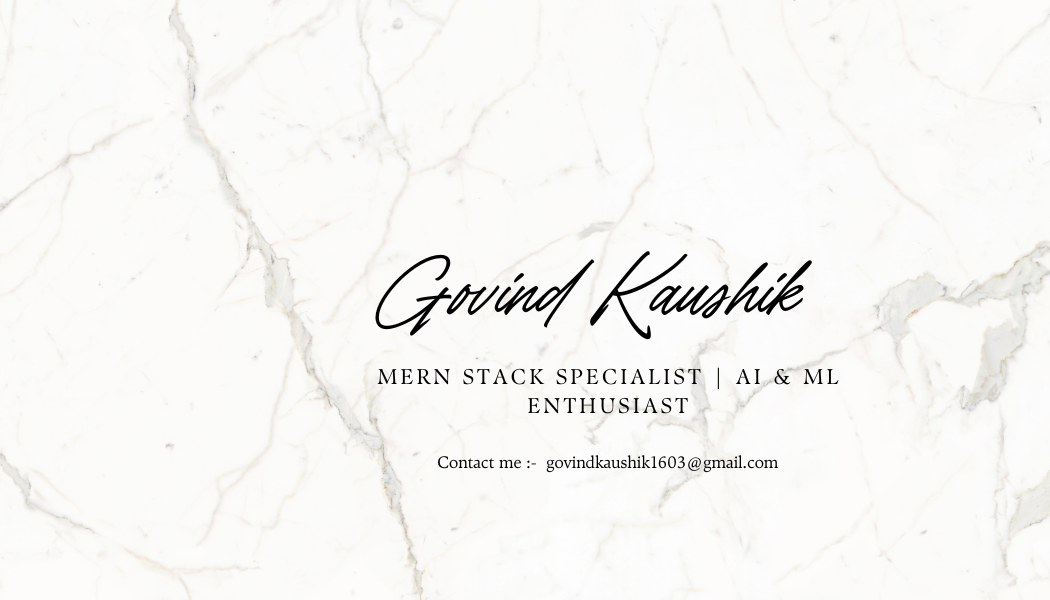 Govind Kaushik
MERN STACK SPECIALIST | AI & ML
ENTHUSIAST
Contact me :- govindkaushik1603@gmail.com